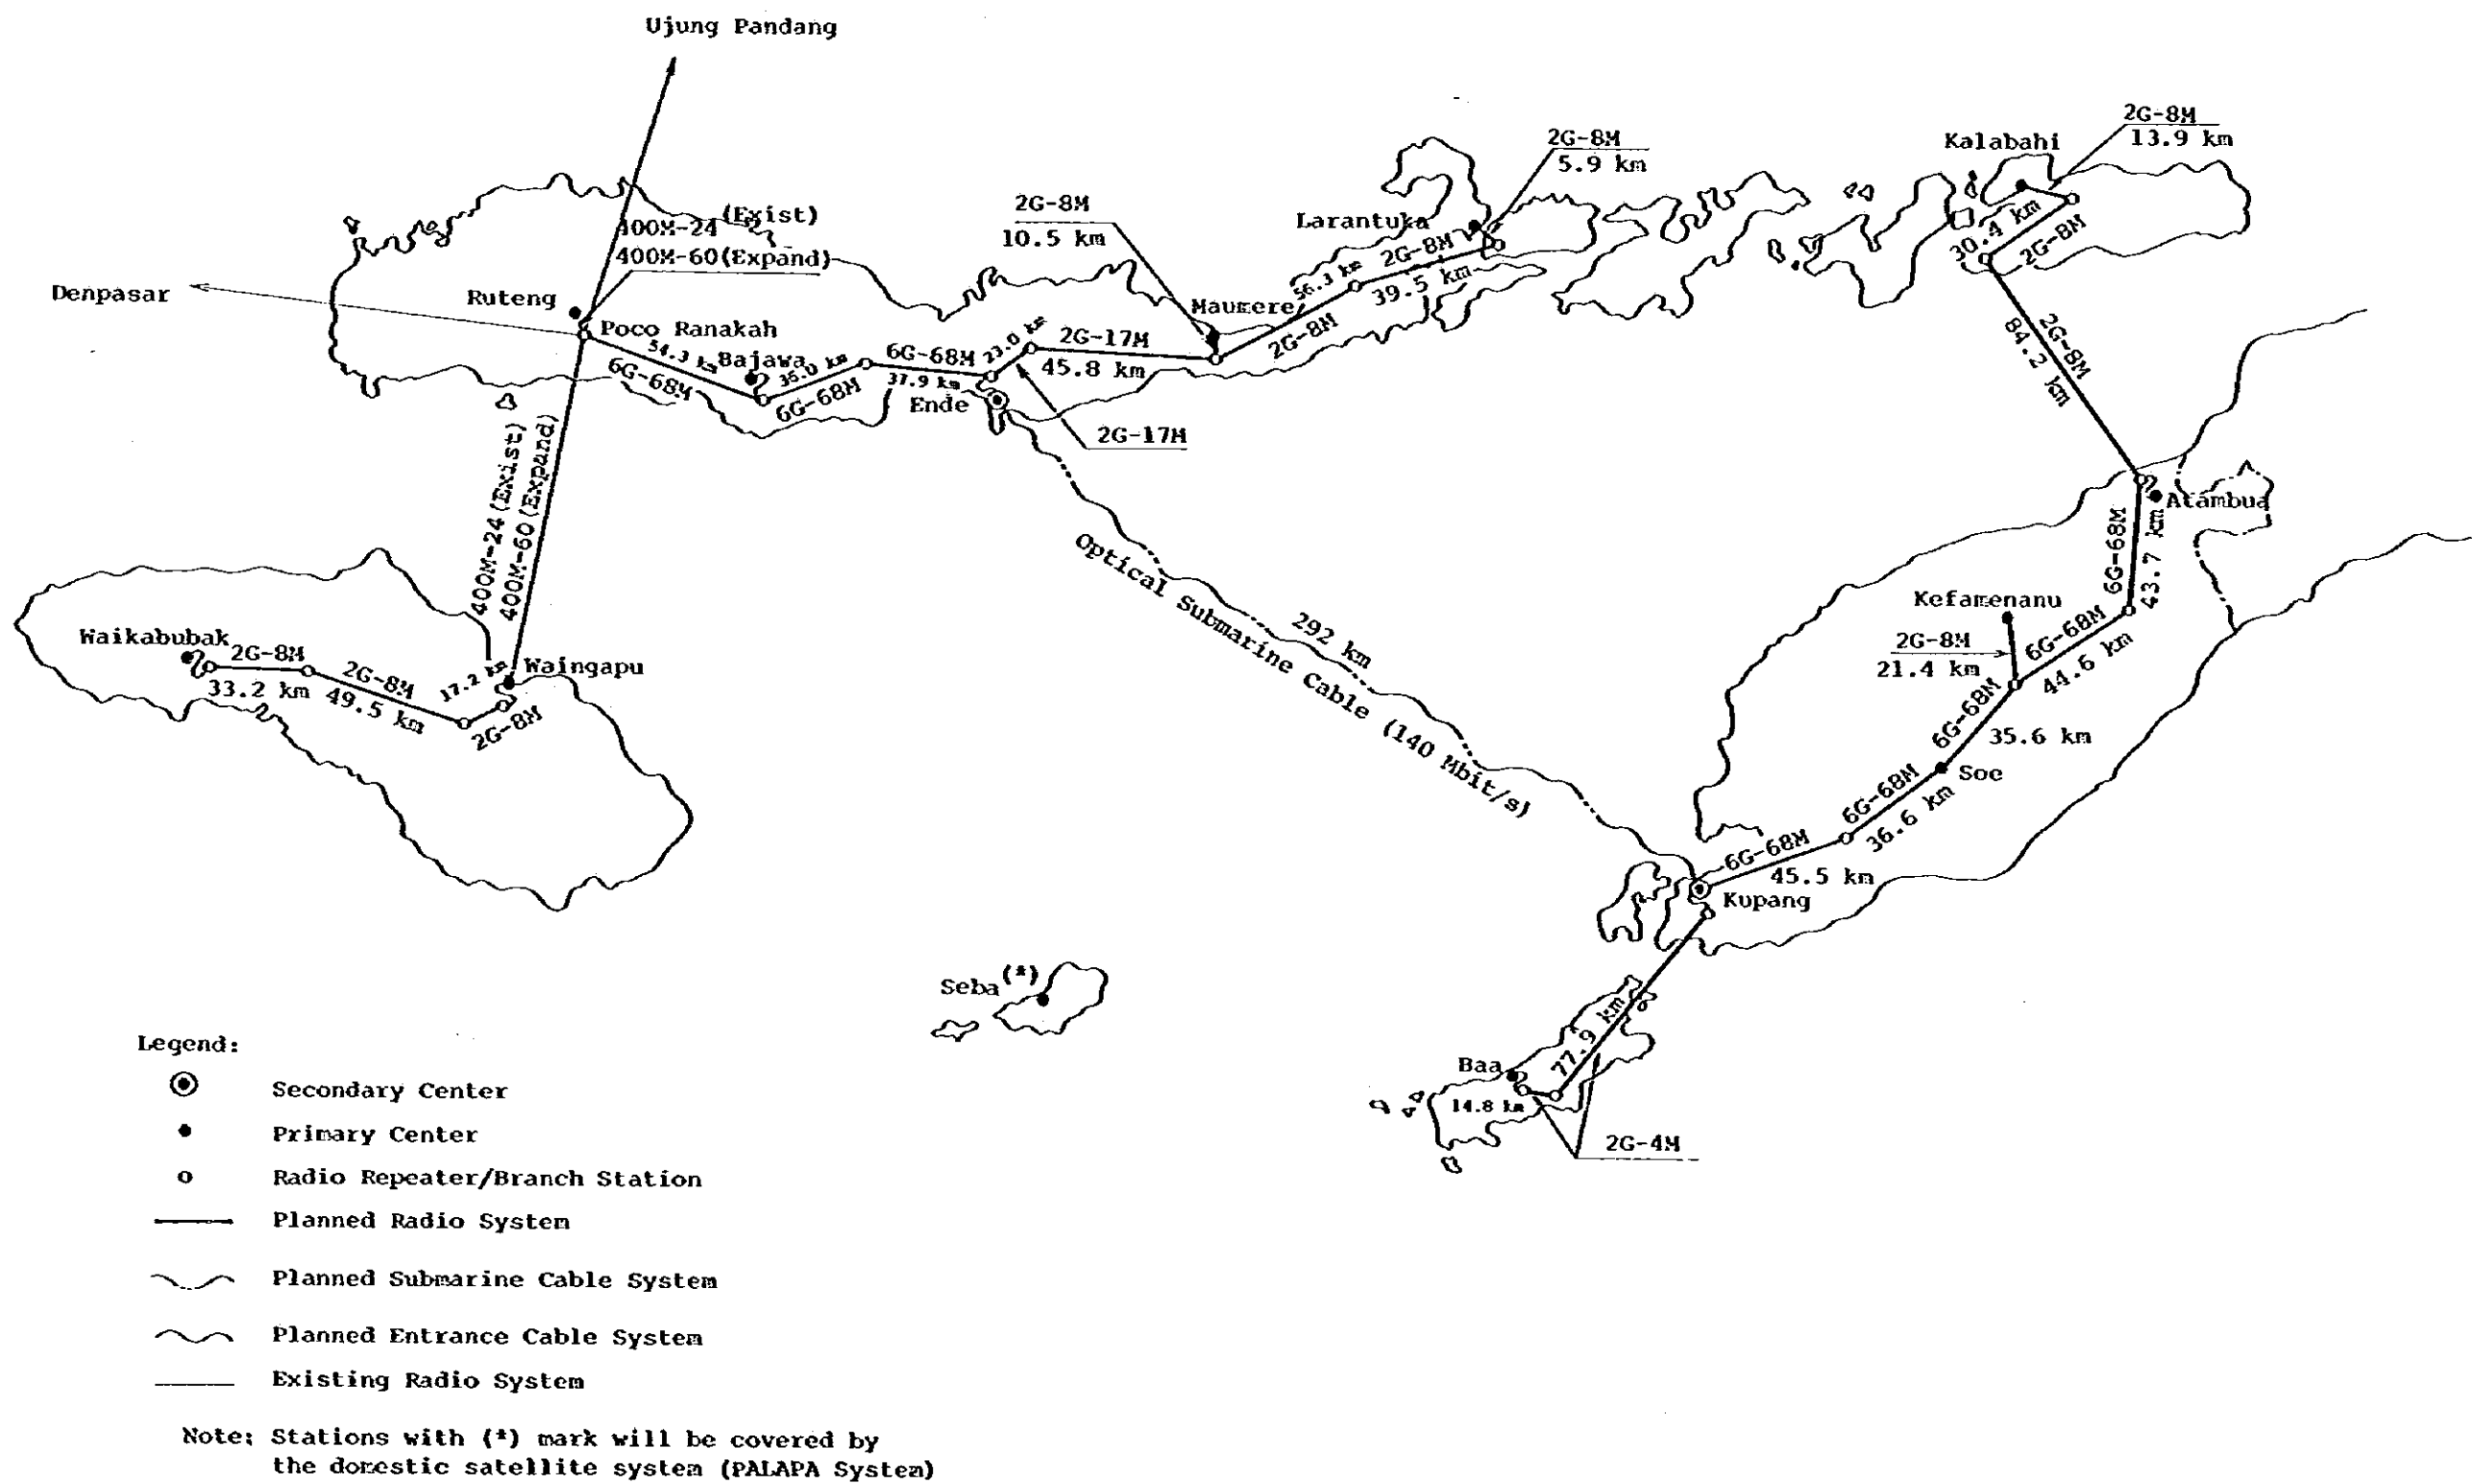 Ujung Pandang
2G-8M
13.9 km
Kalabahi
2G-8M
5.9 km
2G-8M
10.5 km
(Exist)
400M-24
400M-60(Expand)
Larantuka
30.4 km
2G-8M
Denpasar
Ruteng
Poco Ranakah
Maumere
56.3 km
2G-8M
39.5 km
2G-8M
54.3 km
6G-68M
Bajawa
35.0 km
6G-68M
6G-68M
37.9 km
23.0 km
2G-17M
45.8 km
Ende
2G-17M
2G-8M
84.2 km
Atambua
400M-24(Exist)
400M-60(Expand)
Optical Submarine Cable (140 Mbit/s)
292 km
6G-68M
43.7 km
Kefamenanu
2G-8M
21.4 km
6G-68M
44.6 km
Waikabubak
2G-8M
33.2 km
2G-8M
49.5 km
17.2 km
Waingapu
2G-8M
6G-68M
35.6 km
Soe
6G-68M
36.6 km
6G-68M
45.5 km
Kupang
Seba (*)
77.9 km
Baa
14.8 km
2G-4M
Legend:
Secondary Center
Primary Center
Radio Repeater/Branch Station
Planned Radio System
Planned Submarine Cable System
Planned Entrance Cable System
Existing Radio System
Note: Stations with (*) mark will be covered by
the domestic satellite system (PALAPA System)